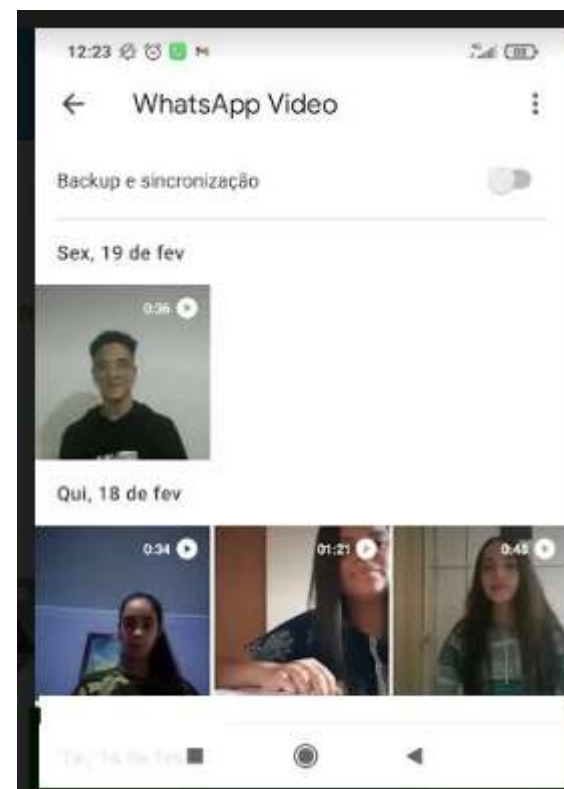 12:23
WhatsApp Video
Backup e sincronização
Sex, 19 de fev
0:36
Qui, 18 de fev
0:34 01:21 0:48